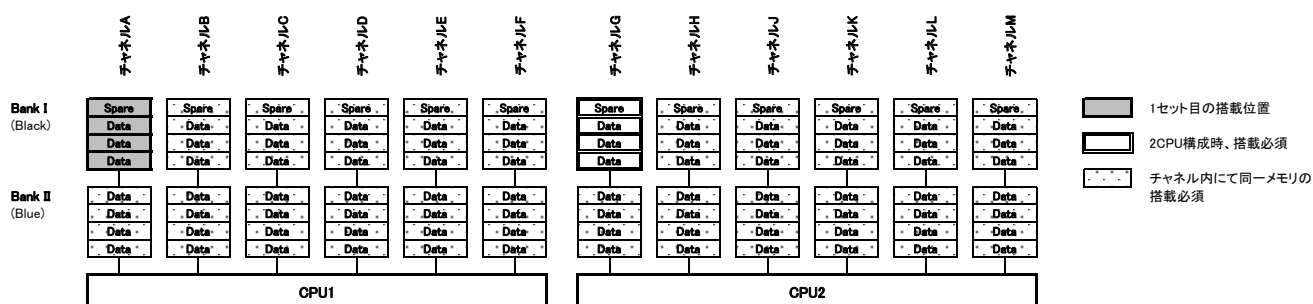 チャネルA チャネルB チャネルC チャネルD チャネルE チャネルF チャネルG チャネルH チャネルJ チャネルK チャネルL チャネルM
Bank I Spare Spare Spare Spare Spare Spare Spare Spare Spare Spare Spare Spare
(Black) Data Data Data Data Data Data Data Data Data Data Data Data
Data Data Data Data Data Data Data Data Data Data Data Data
Data Data Data Data Data Data Data Data Data Data Data Data
Bank II Data Data Data Data Data Data Data Data Data Data Data Data
(Blue) Data Data Data Data Data Data Data Data Data Data Data Data
Data Data Data Data Data Data Data Data Data Data Data Data
Data Data Data Data Data Data Data Data Data Data Data Data
CPU1 CPU2
1セット目の搭載位置
2CPU構成時、搭載必須
チャネル内にて同一メモリの
搭載必須